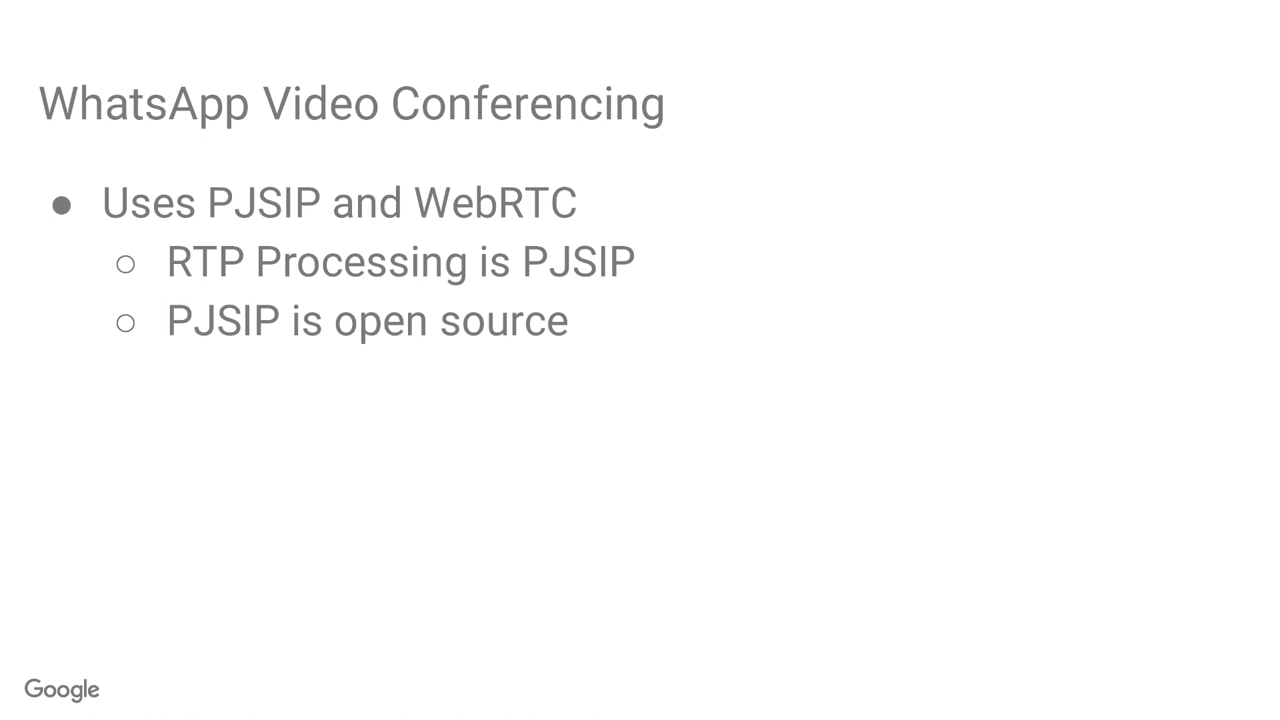 WhatsApp Video Conferencing
● Uses PJSIP and WebRTC
○ RTP Processing is PJSIP
○ PJSIP is open source
Google